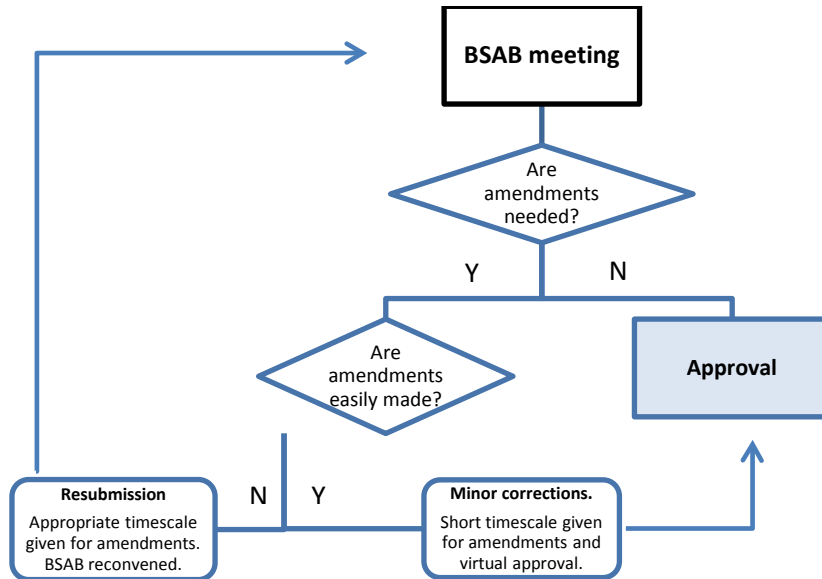 BSAB meeting
Are
amendments
needed?
Y
N
Are
amendments
easily made?
Approval
N
Y
Resubmission
Appropriate timescale
given for amendments.
BSAB reconvened.
Minor corrections.
Short timescale given
for amendments and
virtual approval.